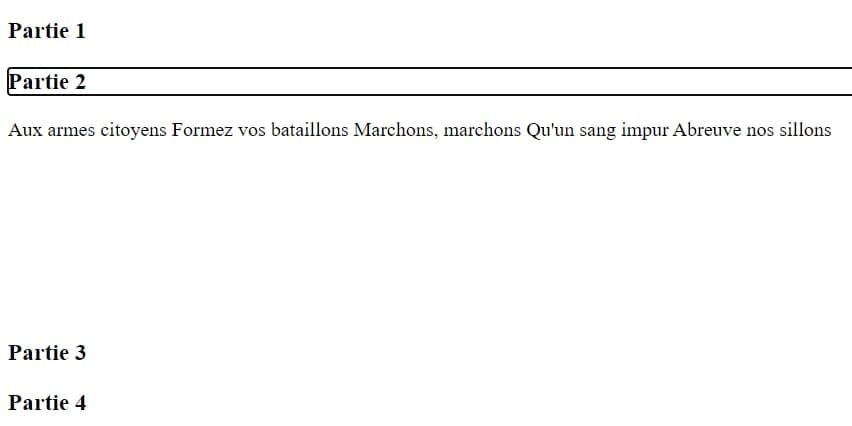 Partie 1
Partie 2
Aux armes citoyens Formez vos bataillons Marchons, marchons Qu'un sang impur Abreuve nos sillons
Partie 3
Partie 4